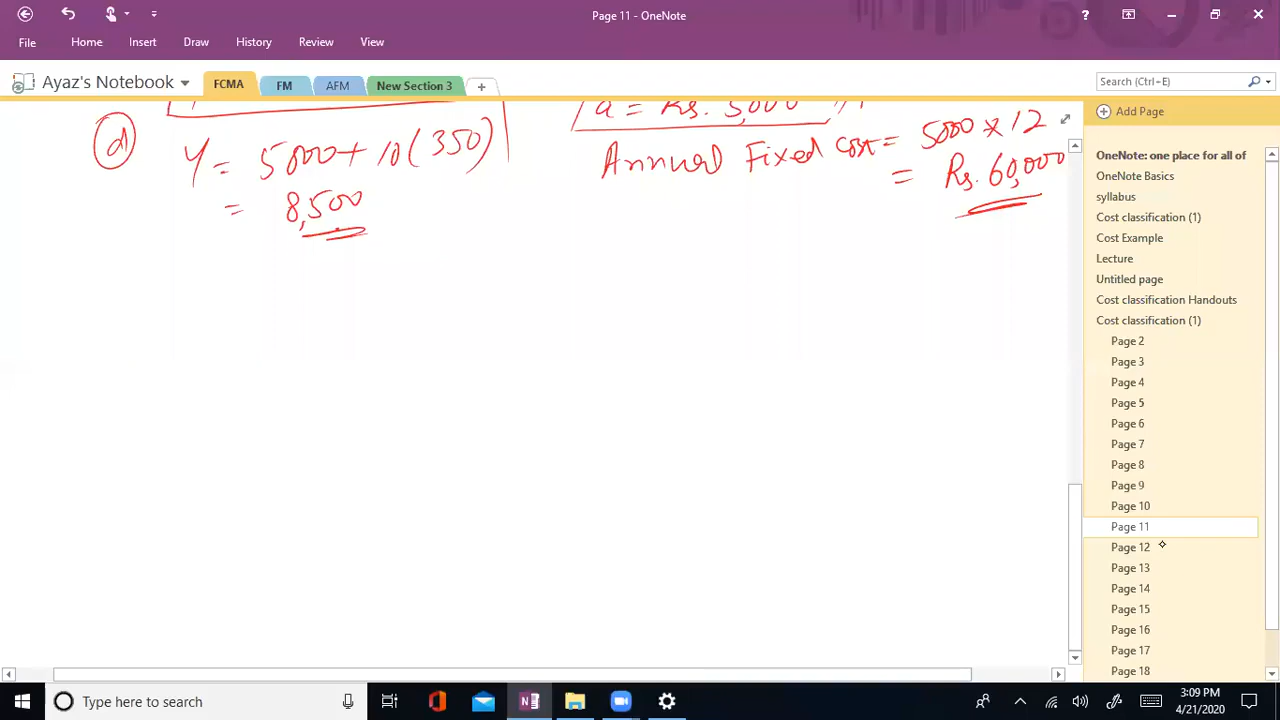 Page 11 - OneNote
File Home Insert Draw History Review View
Ayaz's Notebook FCMA FM AFM New Section 3 +
Search (Ctrl+E)
Add Page
a = Rs. 5,000
(d) Y = 5000 + 10(350)
= 8,500
Annual Fixed cost = 5000 × 12
= Rs. 60,000
OneNote: one place for all of
OneNote Basics
syllabus
Cost classification (1)
Cost Example
Lecture
Untitled page
Cost classification Handouts
Cost classification (1)
Page 2
Page 3
Page 4
Page 5
Page 6
Page 7
Page 8
Page 9
Page 10
Page 11
Page 12
Page 13
Page 14
Page 15
Page 16
Page 17
Page 18
Type here to search
3:09 PM
4/21/2020